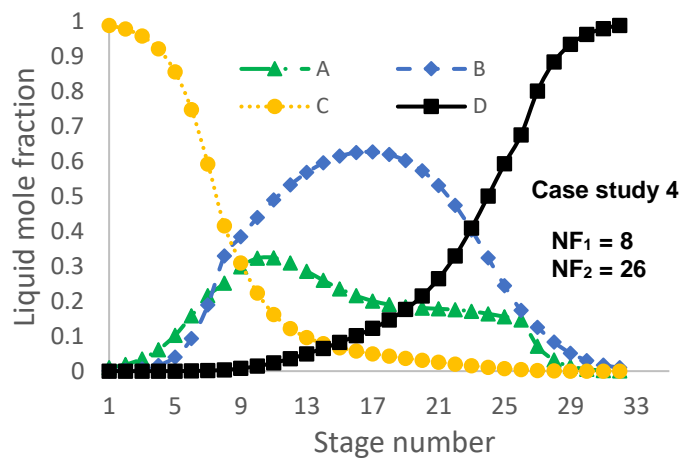 1
0.9
0.8
0.7
0.6
0.5
0.4
0.3
0.2
0.1
0
Liquid mole fraction
A
B
C
D
Case study 4
NF₁ = 8
NF₂ = 26
1 5 9 13 17 21 25 29 33
Stage number